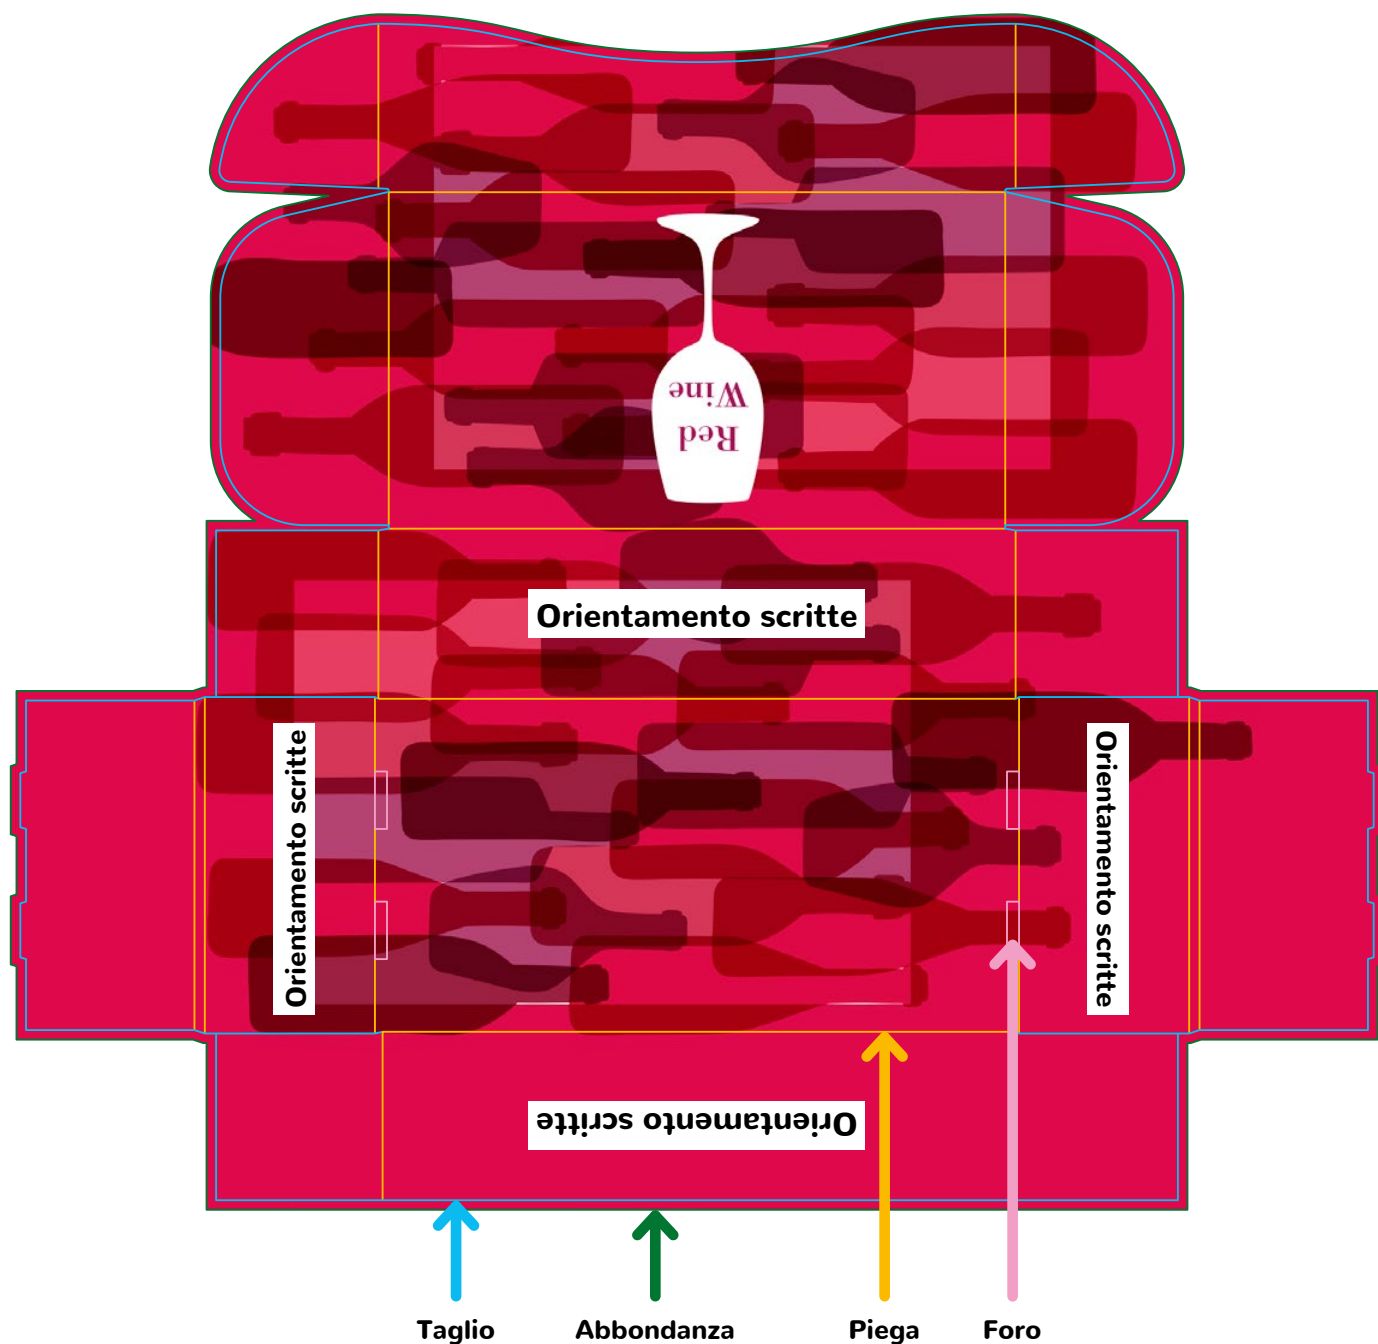 Red
Wine
Orientamento scritte
Orientamento scritte
Orientamento scritte
Orientamento scritte
Taglio
Abbondanza
Piega
Foro